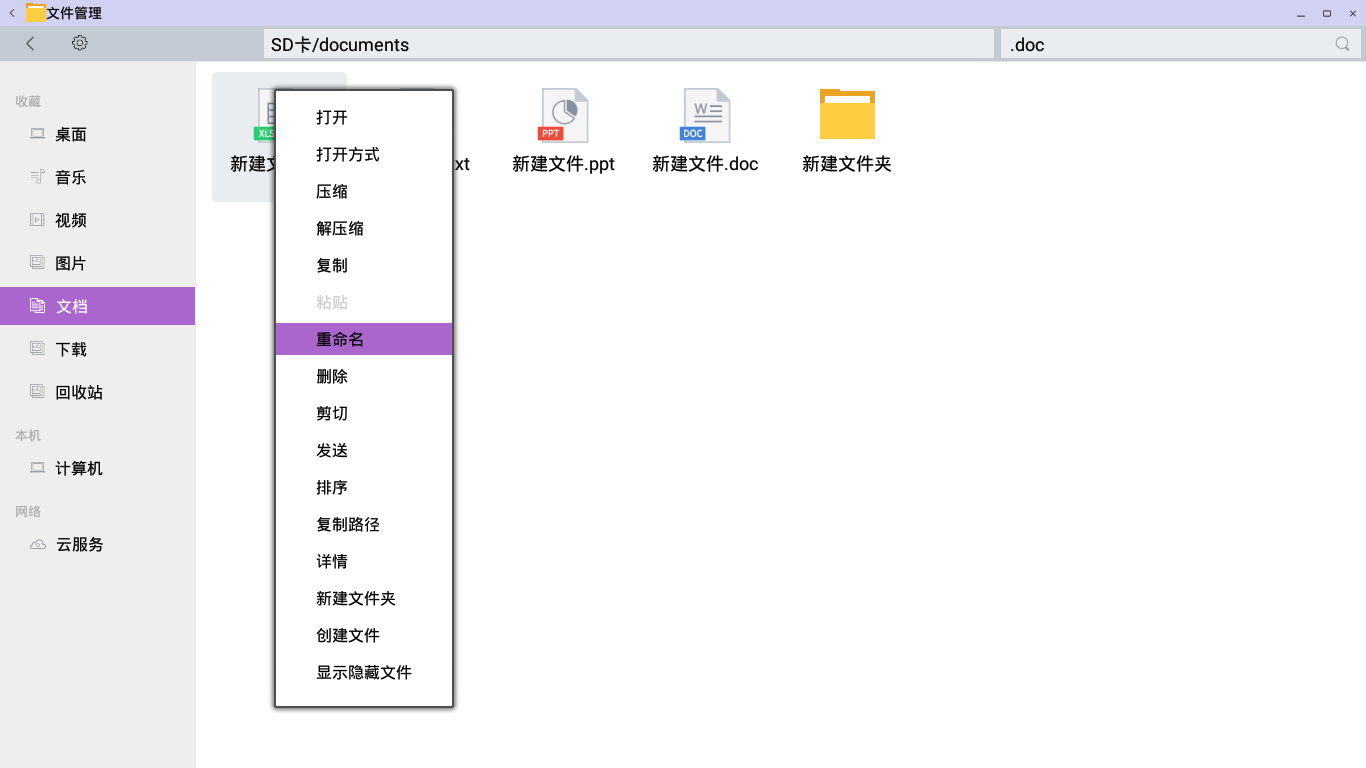 文件管理
SD卡/documents
.doc
收藏
桌面
音乐
视频
图片
文档
下载
回收站
本机
计算机
网络
云服务
新建文件.ppt
新建文件.doc
新建文件夹
PPT
W
DOC
打开
打开方式
压缩
解压缩
复制
粘贴
重命名
删除
剪切
发送
排序
复制路径
详情
新建文件夹
创建文件
显示隐藏文件